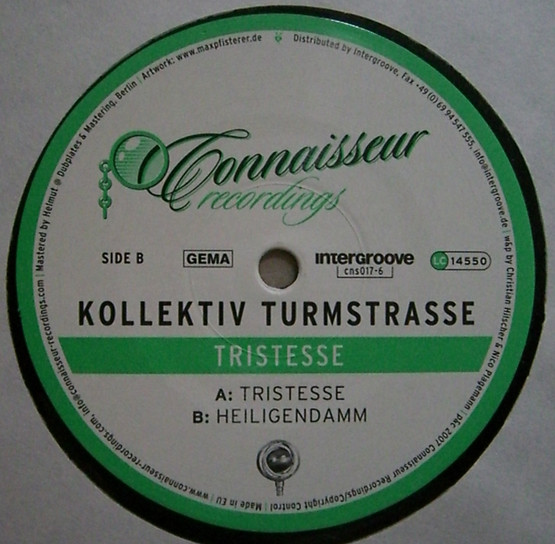 Mastered by Helmut @ Dubplates & Mastering, Berlin | Artwork: www.maxpfisterer.de
Distributed by Intergroove, Fax +49(0)69 94 547 555, info@intergroove.de | w&p by Christian Hilscher & Nico Plagemann | p&c 2007 Connaisseur Recordings/Copyright Control | Made in EU | www.connaisseur-recordings.com, info@connaisseur-recordings.com
Connaisseur
recordings
SIDE B
GEMA
intergroove
cns017-6
LC 14550
KOLLEKTIV TURMSTRASSE
TRISTESSE
A: TRISTESSE
B: HEILIGENDAMM